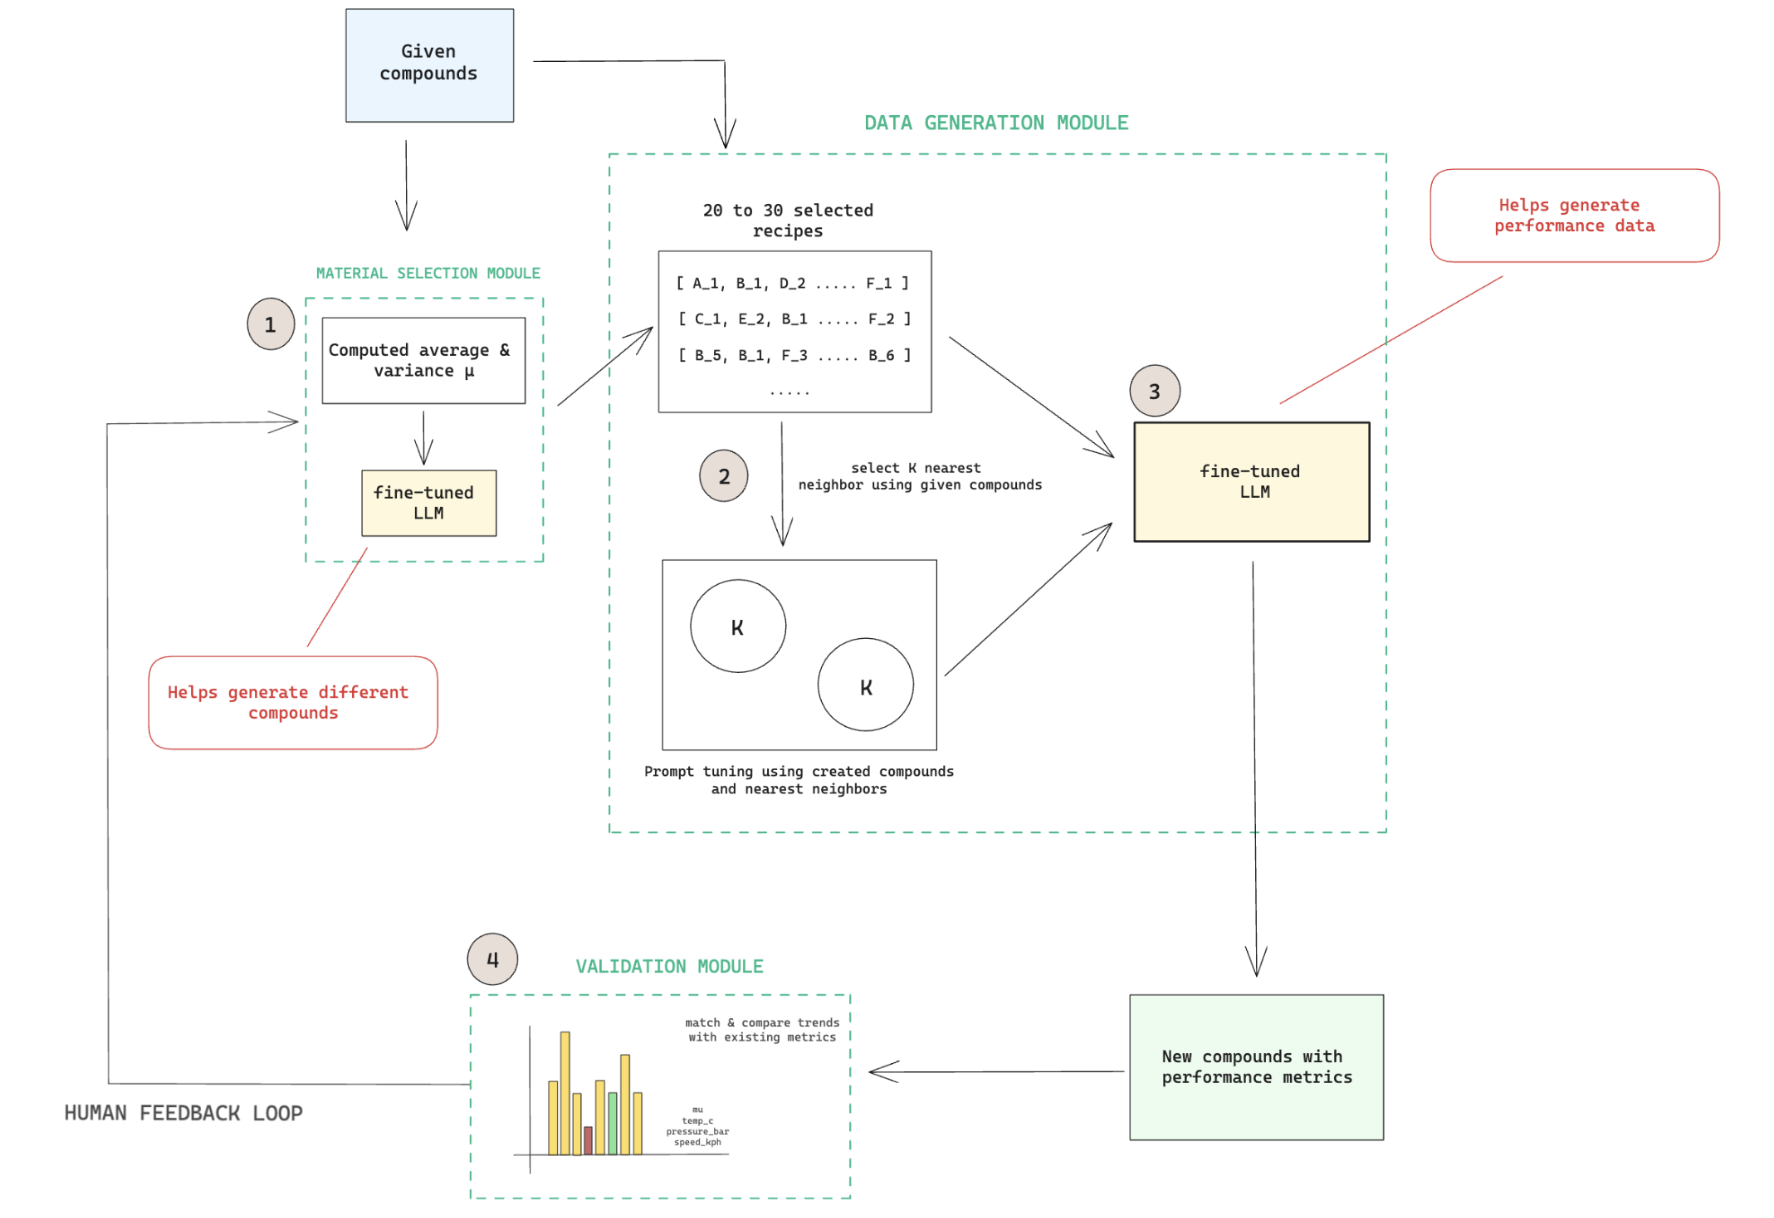 Given
compounds
DATA GENERATION MODULE
20 to 30 selected
recipes
[ A_1, B_1, D_2 ..... F_1 ]
[ C_1, E_2, B_1 ..... F_2 ]
[ B_5, B_1, F_3 ..... B_6 ]
.....
Helps generate
performance data
MATERIAL SELECTION MODULE
1
Computed average &
variance μ
fine-tuned
LLM
Helps generate different
compounds
2
select K nearest
neighbor using given compounds
K
K
Prompt tuning using created compounds
and nearest neighbors
3
fine-tuned
LLM
4
VALIDATION MODULE
match & compare trends
with existing metrics
mu
temp_c
pressure_bar
speed_kph
New compounds with
performance metrics
HUMAN FEEDBACK LOOP